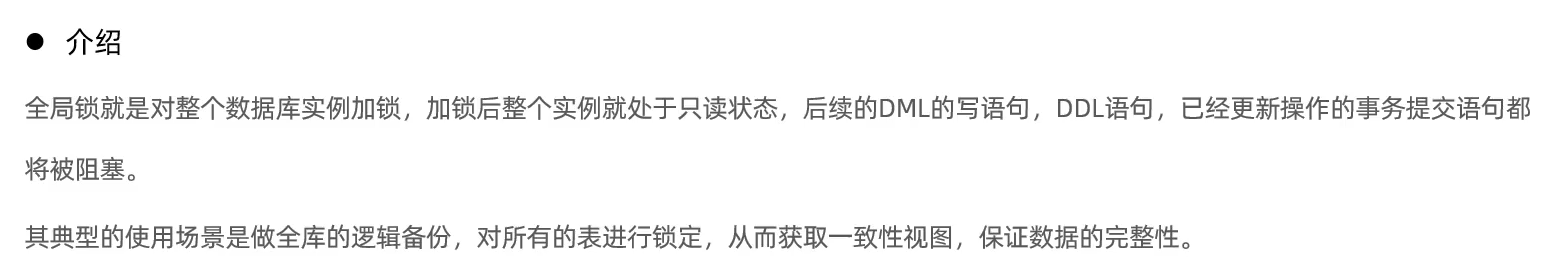 ● 介绍
全局锁就是对整个数据库实例加锁，加锁后整个实例就处于只读状态，后续的DML的写语句，DDL语句，已经更新操作的事务提交语句都
将被阻塞。
其典型的使用场景是做全库的逻辑备份，对所有的表进行锁定，从而获取一致性视图，保证数据的完整性。